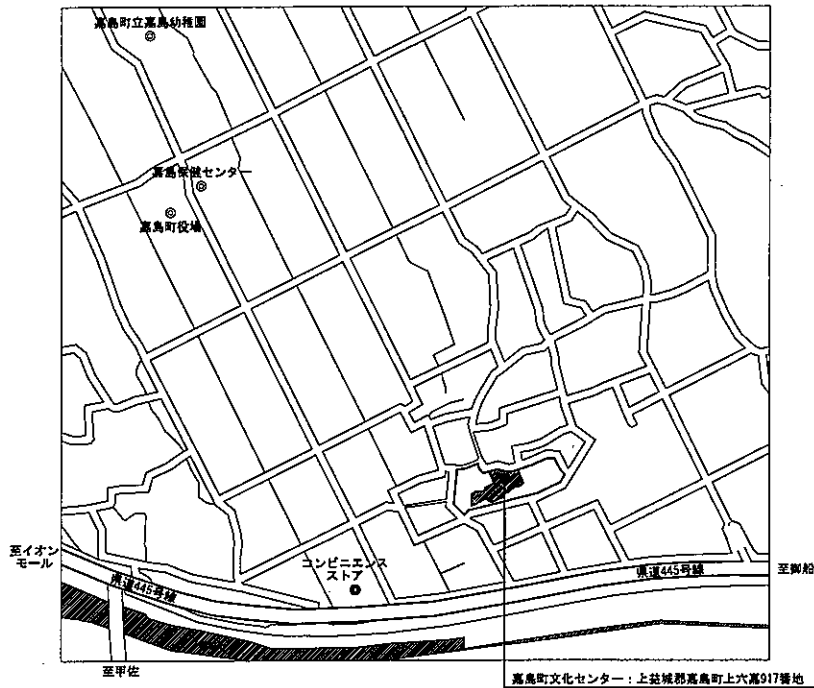 嘉島町立嘉島幼稚園
嘉島保健センター
嘉島町役場
至イオン
モール
コンビニエンス
ストア
県道445号線
県道445号線
至御船
至甲佐
嘉島町文化センター：上益城郡嘉島町上六嘉917番地